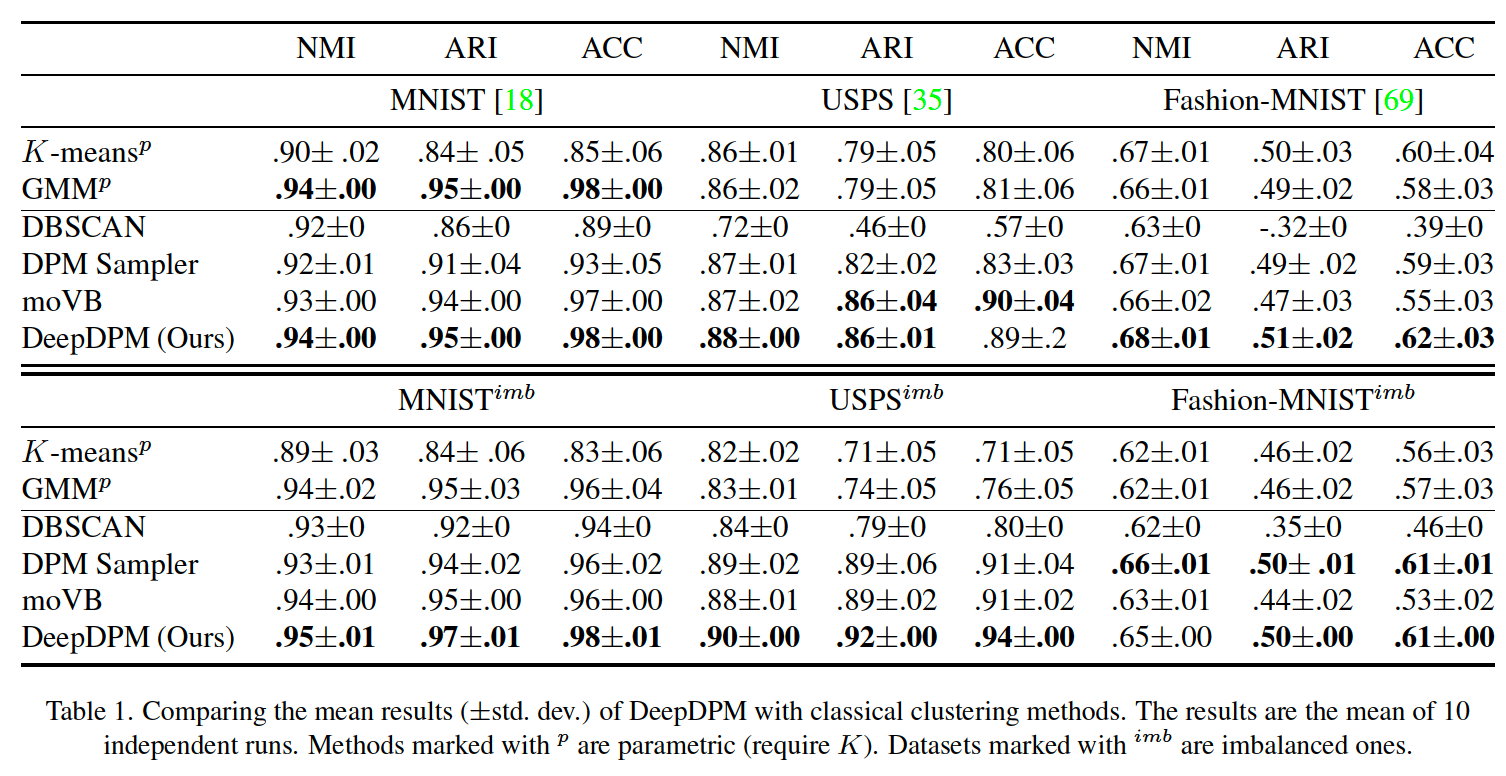 NMI ARI ACC NMI ARI ACC NMI ARI ACC
MNIST [18] USPS [35] Fashion-MNIST [69]
K-meansᵖ .90± .02 .84± .05 .85±.06 .86±.01 .79±.05 .80±.06 .67±.01 .50±.03 .60±.04
GMMᵖ .94±.00 .95±.00 .98±.00 .86±.02 .79±.05 .81±.06 .66±.01 .49±.02 .58±.03
DBSCAN .92±0 .86±0 .89±0 .72±0 .46±0 .57±0 .63±0 -.32±0 .39±0
DPM Sampler .92±.01 .91±.04 .93±.05 .87±.01 .82±.02 .83±.03 .67±.01 .49± .02 .59±.03
moVB .93±.00 .94±.00 .97±.00 .87±.02 .86±.04 .90±.04 .66±.02 .47±.03 .55±.03
DeepDPM (Ours) .94±.00 .95±.00 .98±.00 .88±.00 .86±.01 .89±.2 .68±.01 .51±.02 .62±.03
MNISTⁱᵐᵇ USPSⁱᵐᵇ Fashion-MNISTⁱᵐᵇ
K-meansᵖ .89± .03 .84± .06 .83±.06 .82±.02 .71±.05 .71±.05 .62±.01 .46±.02 .56±.03
GMMᵖ .94±.02 .95±.03 .96±.04 .83±.01 .74±.05 .76±.05 .62±.01 .46±.02 .57±.03
DBSCAN .93±0 .92±0 .94±0 .84±0 .79±0 .80±0 .62±0 .35±0 .46±0
DPM Sampler .93±.01 .94±.02 .96±.02 .89±.02 .89±.06 .91±.04 .66±.01 .50± .01 .61±.01
moVB .94±.00 .95±.00 .96±.00 .88±.01 .89±.02 .91±.02 .63±.01 .44±.02 .53±.02
DeepDPM (Ours) .95±.01 .97±.01 .98±.01 .90±.00 .92±.00 .94±.00 .65±.00 .50±.00 .61±.00
Table 1. Comparing the mean results (±std. dev.) of DeepDPM with classical clustering methods. The results are the mean of 10
independent runs. Methods marked with ᵖ are parametric (require K). Datasets marked with ⁱᵐᵇ are imbalanced ones.